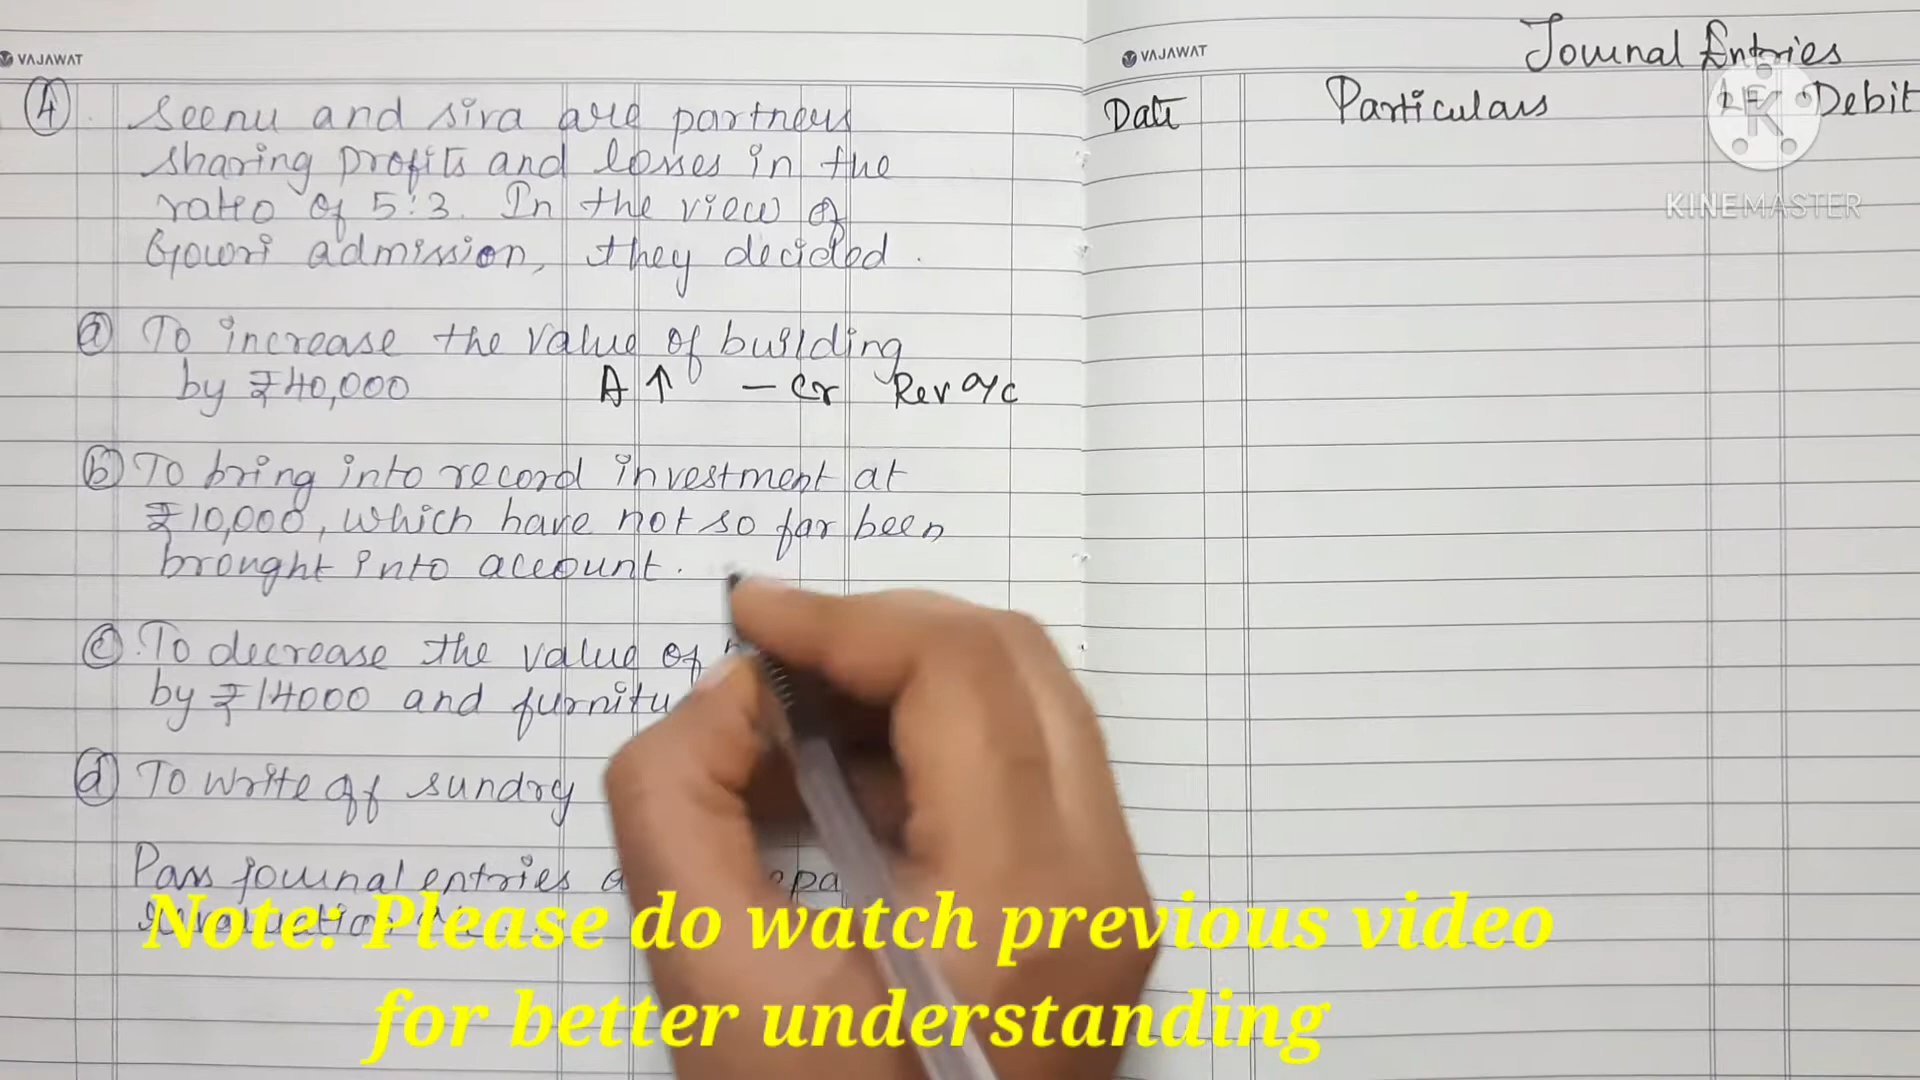 VAJAWAT
4 Seenu and siva are partners
sharing profits and losses in the
ratio of 5:3. In the view of
Gowri admission, they decided.
a To increase the value of building
by ₹40,000 A↑ - Cr Rev a/c
b To bring into record investment at
₹10,000, which have not so far been
brought into account.
c To decrease the value of
by ₹14000 and furnitu
d To write off sundry
Pass journal entries
Note: Please do watch previous video
for better understanding
VAJAWAT
Journal Entries
Date Particulars LF Debit
K
KINEMASTER